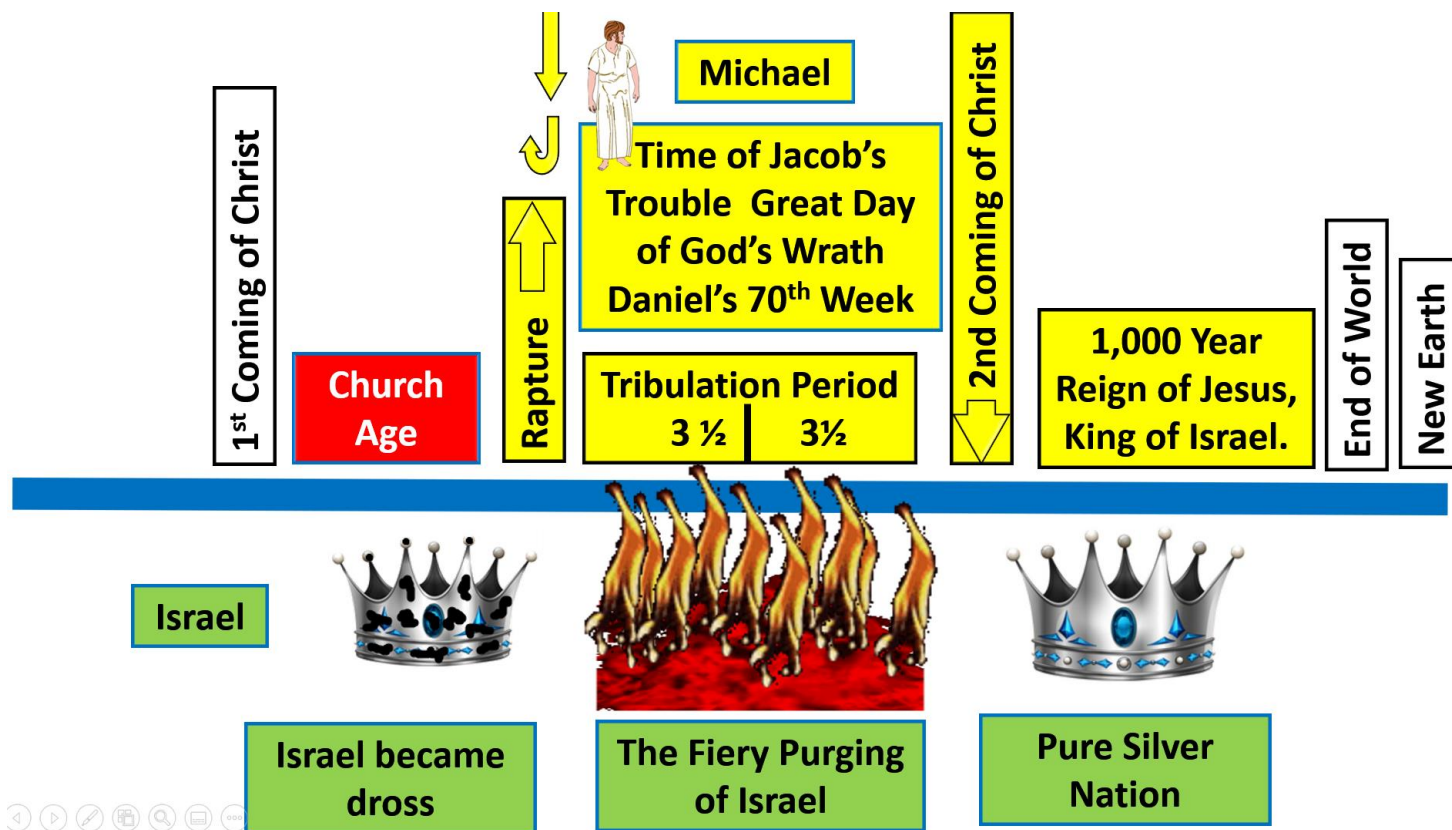 1st Coming of Christ
Church
Age
Rapture
Michael
Time of Jacob's
Trouble Great Day
of God's Wrath
Daniel's 70th Week
Tribulation Period
3 ½ 3½
2nd Coming of Christ
1,000 Year
Reign of Jesus,
King of Israel.
End of World
New Earth
Israel
Israel became
dross
The Fiery Purging
of Israel
Pure Silver
Nation